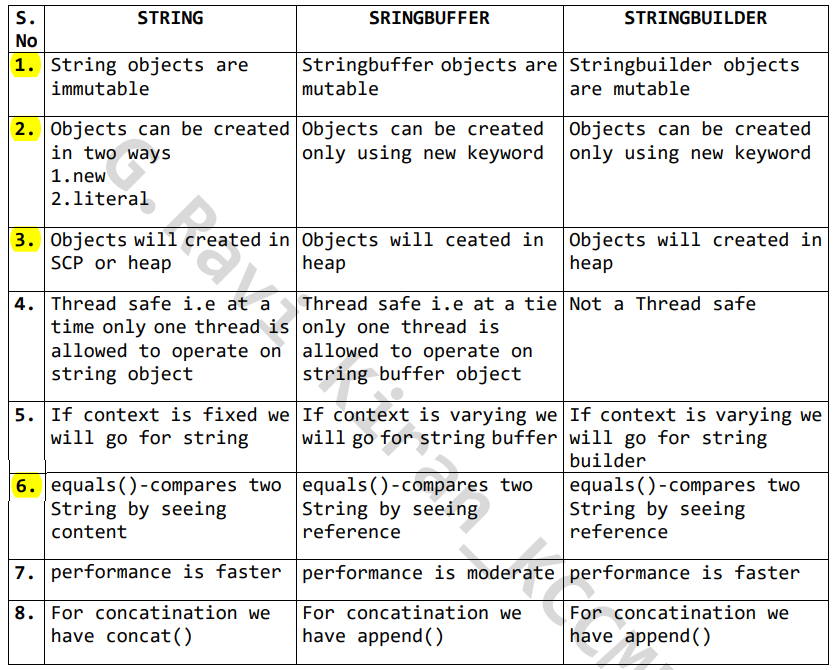 S. No STRING SRINGBUFFER STRINGBUILDER
1. String objects are immutable Stringbuffer objects are mutable Stringbuilder objects are mutable
2. Objects can be created in two ways 1.new 2.literal Objects can be created only using new keyword Objects can be created only using new keyword
3. Objects will created in SCP or heap Objects will ceated in heap Objects will created in heap
4. Thread safe i.e at a time only one thread is allowed to operate on string object Thread safe i.e at a tie only one thread is allowed to operate on string buffer object Not a Thread safe
5. If context is fixed we will go for string If context is varying we will go for string buffer If context is varying we will go for string builder
6. equals()-compares two String by seeing content equals()-compares two String by seeing reference equals()-compares two String by seeing reference
7. performance is faster performance is moderate performance is faster
8. For concatination we have concat() For concatination we have append() For concatination we have append()
G.Ravi Kiran_KCCM